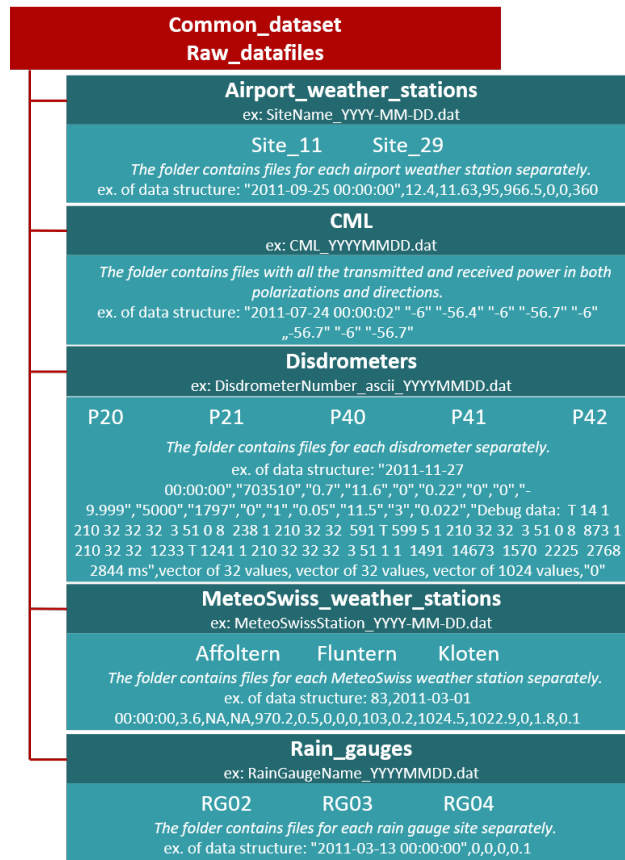 Common_dataset
Raw_datafiles
Airport_weather_stations
ex: SiteName_YYYY-MM-DD.dat
Site_11 Site_29
The folder contains files for each airport weather station separately.
ex. of data structure: "2011-09-25 00:00:00",12.4,11.63,95,966.5,0,0,360
CML
ex: CML_YYYYMMDD.dat
The folder contains files with all the transmitted and received power in both
polarizations and directions.
ex. of data structure: "2011-07-24 00:00:02" "-6" "-56.4" "-6" "-56.7" "-6"
„-56.7" "-6" "-56.7"
Disdrometers
ex: DisdrometerNumber_ascii_YYYYMMDD.dat
P20 P21 P40 P41 P42
The folder contains files for each disdrometer separately.
ex. of data structure: "2011-11-27
00:00:00","703510","0.7","11.6","0","0.22","0","0","-
9.999","5000","1797","0","1","0.05","11.5","3","0.022","Debug data: T 14 1
210 32 32 32 3 51 0 8 238 1 210 32 32 591 T 599 5 1 210 32 32 3 51 0 8 873 1
210 32 32 1233 T 1241 1 210 32 32 32 3 51 1 1 1491 14673 1570 2225 2768
2844 ms",vector of 32 values, vector of 32 values, vector of 1024 values,"0"
MeteoSwiss_weather_stations
ex: MeteoSwissStation_YYYY-MM-DD.dat
Affoltern Fluntern Kloten
The folder contains files for each MeteoSwiss weather station separately.
ex. of data structure: 83,2011-03-01
00:00:00,3.6,NA,NA,970.2,0.5,0,0,0,103,0.2,1024.5,1022.9,0,1.8,0.1
Rain_gauges
ex: RainGaugeName_YYYYMMDD.dat
RG02 RG03 RG04
The folder contains files for each rain gauge site separately.
ex. of data structure: "2011-03-13 00:00:00",0,0,0,0.1